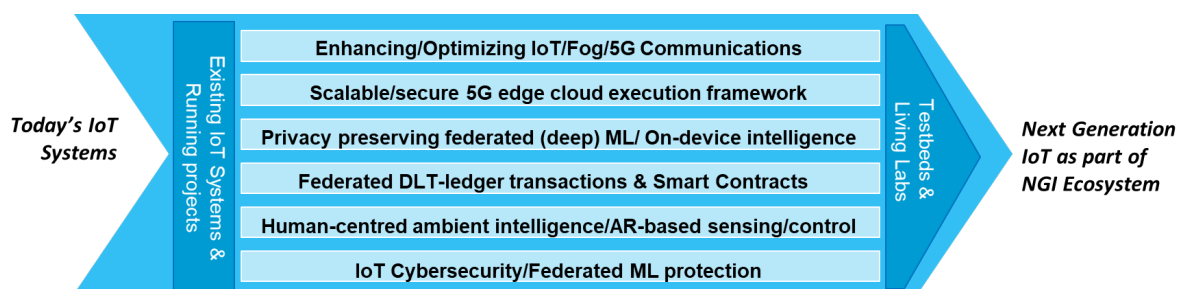 Today's IoT
Systems
Existing IoT Systems &
Running projects
Enhancing/Optimizing IoT/Fog/5G Communications
Scalable/secure 5G edge cloud execution framework
Privacy preserving federated (deep) ML/ On-device intelligence
Federated DLT-ledger transactions & Smart Contracts
Human-centred ambient intelligence/AR-based sensing/control
IoT Cybersecurity/Federated ML protection
Testbeds &
Living Labs
Next Generation
IoT as part of
NGI Ecosystem